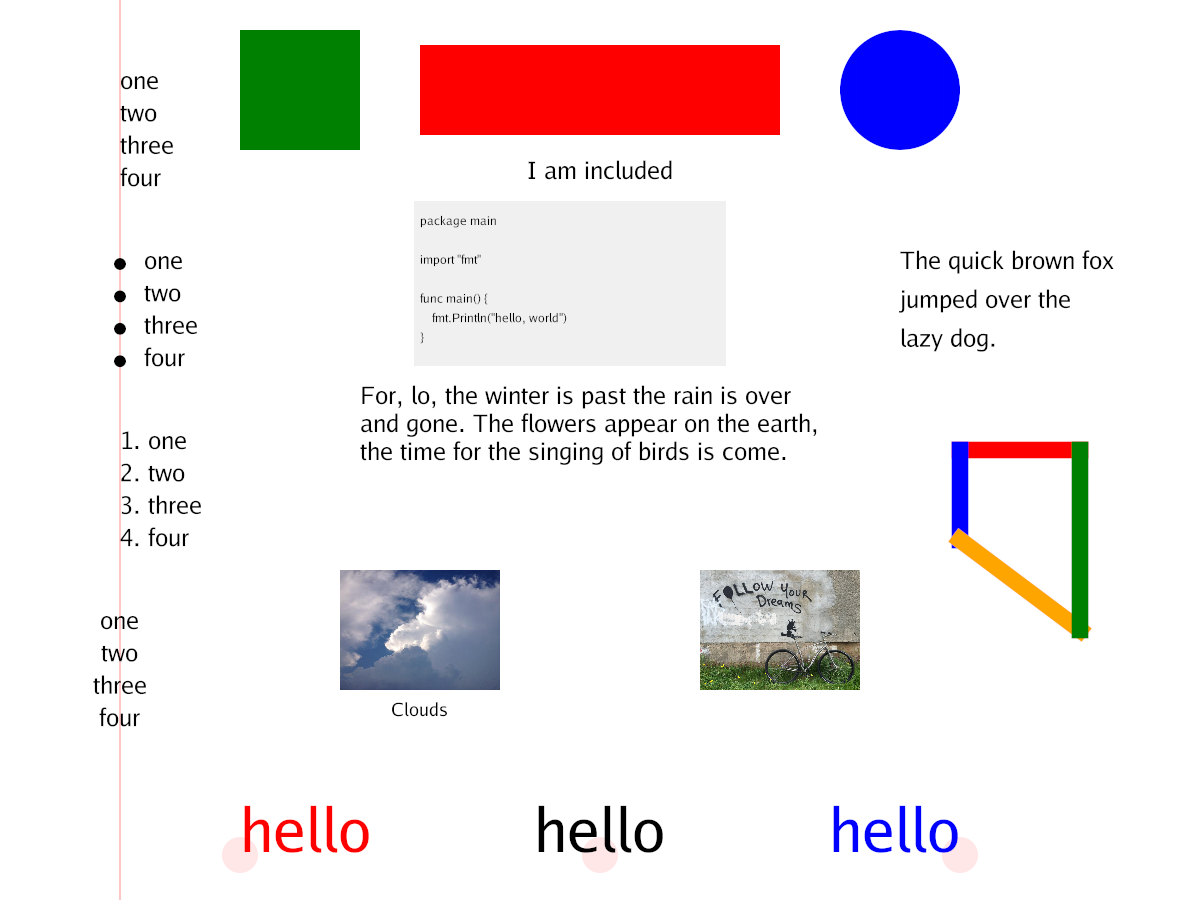 one
two
three
four
I am included
package main
import "fmt"
func main() {
fmt.Println("hello, world")
}
one
two
three
four
The quick brown fox
jumped over the
lazy dog.
For, lo, the winter is past the rain is over
and gone. The flowers appear on the earth,
the time for the singing of birds is come.
1. one
2. two
3. three
4. four
one
two
three
four
Clouds
FOLLOW YOUR
Dreams
hello
hello
hello